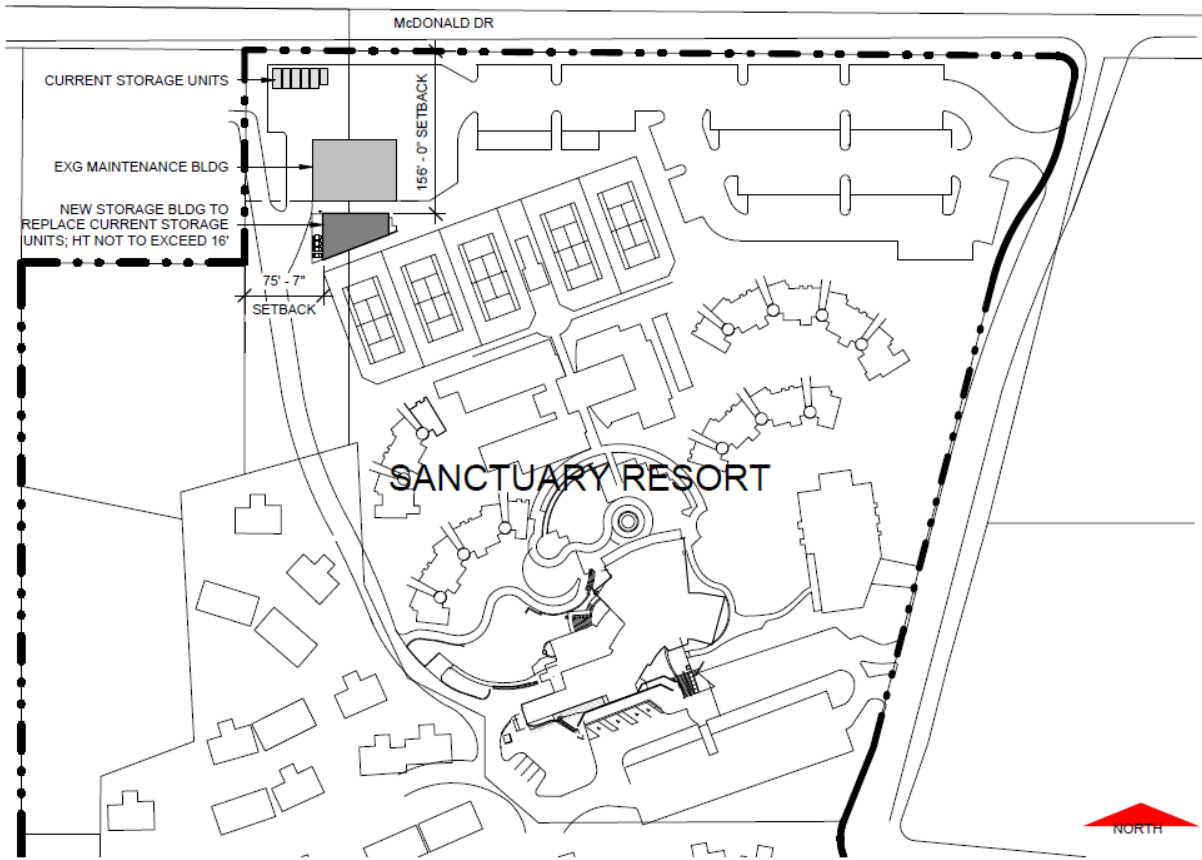 McDONALD DR
CURRENT STORAGE UNITS
156' - 0" SETBACK
EXG MAINTENANCE BLDG
NEW STORAGE BLDG TO
REPLACE CURRENT STORAGE
UNITS; HT NOT TO EXCEED 16'
75' - 7"
SETBACK
SANCTUARY RESORT
NORTH